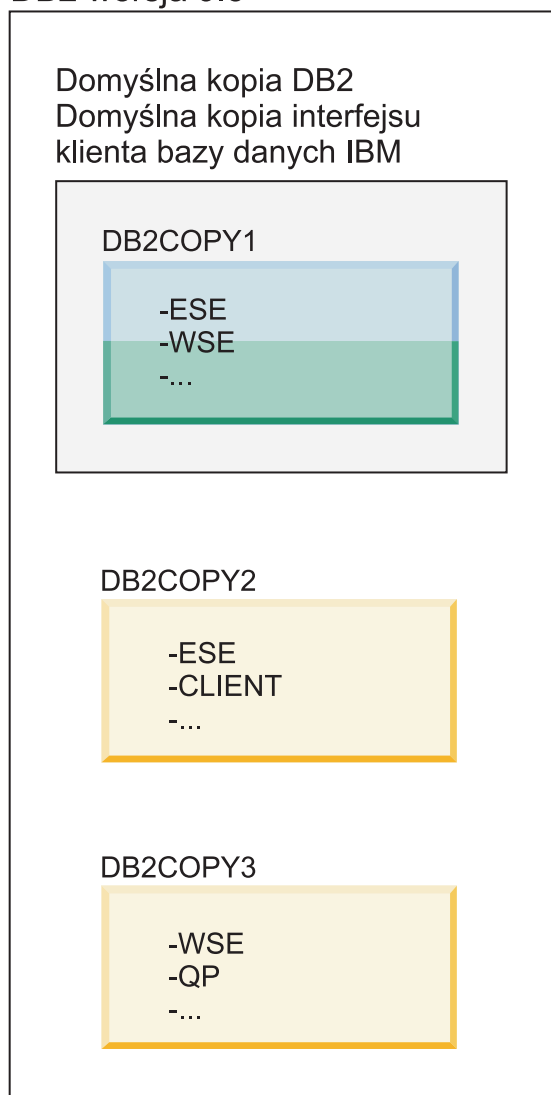 Domyślna kopia DB2
Domyślna kopia interfejsu
klienta bazy danych IBM
DB2COPY1
-ESE
-WSE
-...
DB2COPY2
-ESE
-CLIENT
-...
DB2COPY3
-WSE
-QP
-...